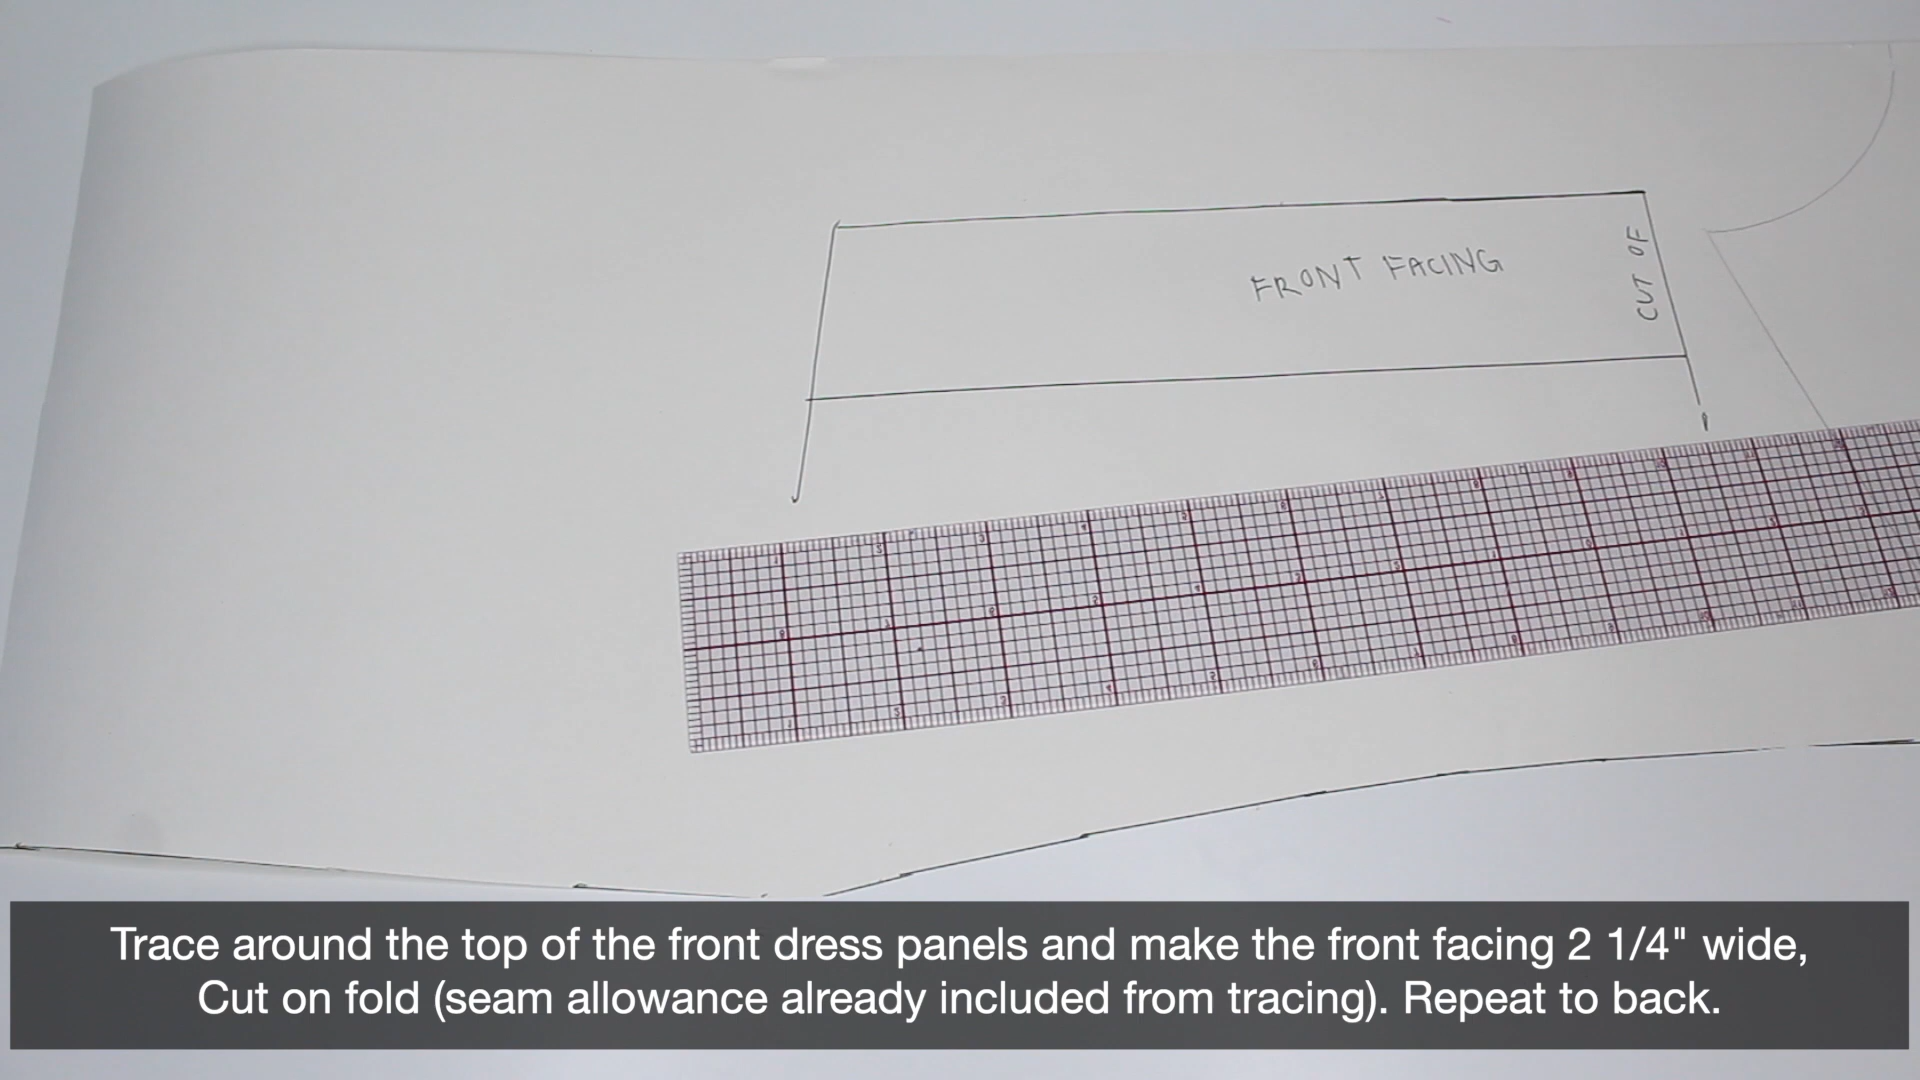 FRONT FACING
CUT OF
Trace around the top of the front dress panels and make the front facing 2 1/4" wide,
Cut on fold (seam allowance already included from tracing). Repeat to back.